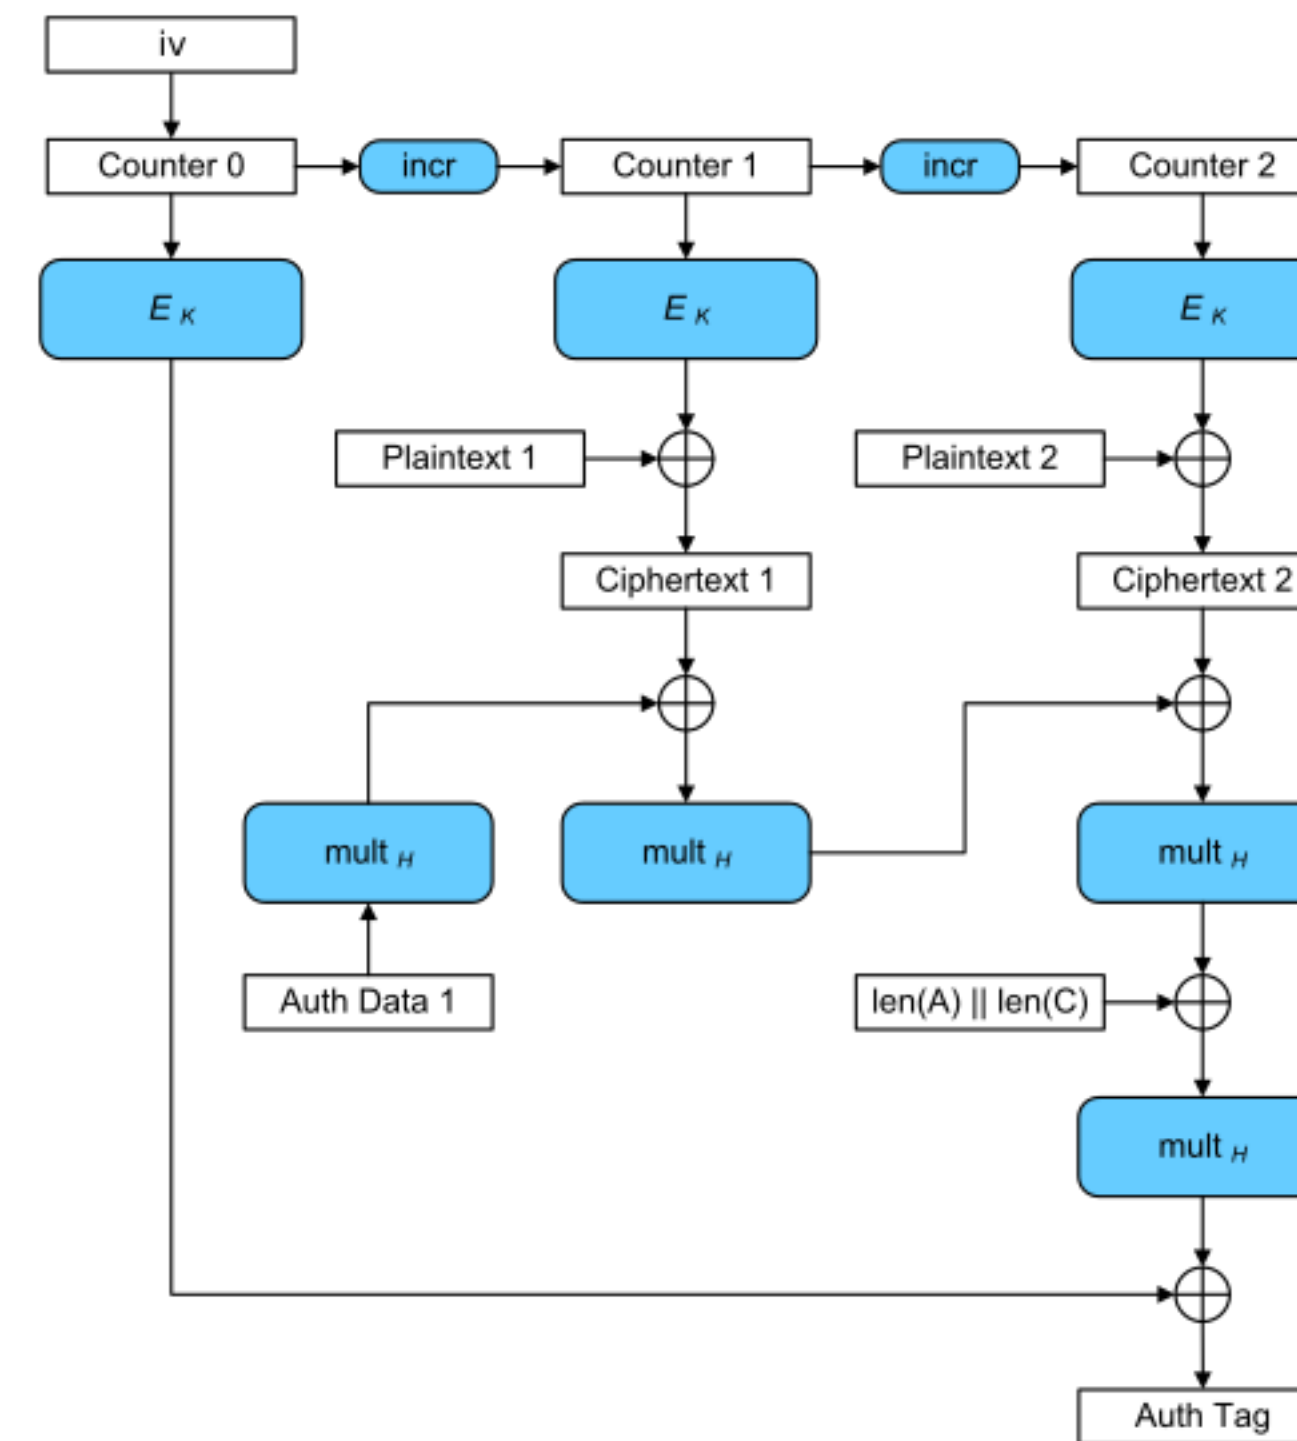 iv
Counter 0
incr
Counter 1
incr
Counter 2
E K
E K
E K
Plaintext 1
Plaintext 2
Ciphertext 1
Ciphertext 2
mult H
mult H
mult H
Auth Data 1
len(A) || len(C)
mult H
Auth Tag